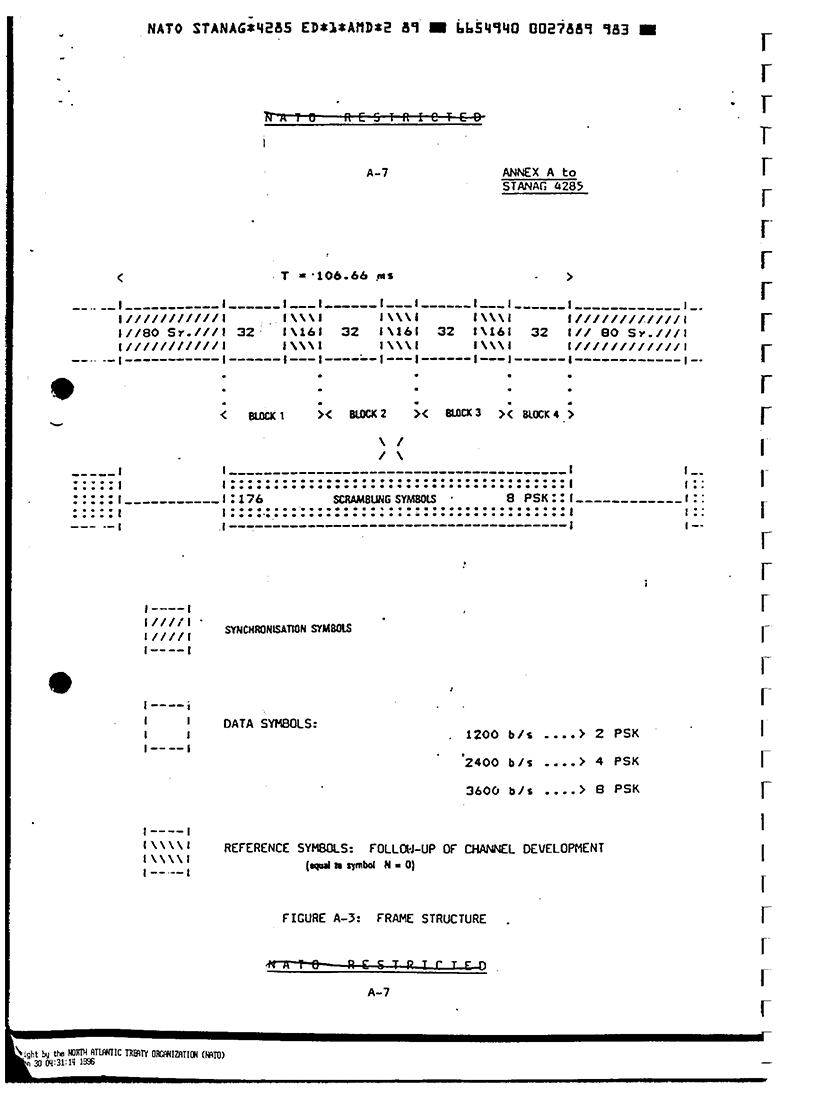 NATO STANAG*4285 ED*1*AMD*2 89 ■ 6654940 0027889 983 ■
NATO RESTRICTED
A-7
ANNEX A to
STANAG 4285
< T = 106.66 ms >
//80 Sy./// 32 \16 32 \16 32 \16 32 // 80 Sy.///
< BLOCK 1 >< BLOCK 2 >< BLOCK 3 >< BLOCK 4 >
:176 SCRAMBLING SYMBOLS 8 PSK::
SYNCHRONISATION SYMBOLS
DATA SYMBOLS:
1200 b/s ....> 2 PSK
2400 b/s ....> 4 PSK
3600 b/s ....> 8 PSK
REFERENCE SYMBOLS: FOLLOW-UP OF CHANNEL DEVELOPMENT
(equal to symbol N = 0)
FIGURE A-3: FRAME STRUCTURE
NATO RESTRICTED
A-7
ight by the NORTH ATLANTIC TREATY ORGANIZATION (NATO)
30 04:31:14 1996